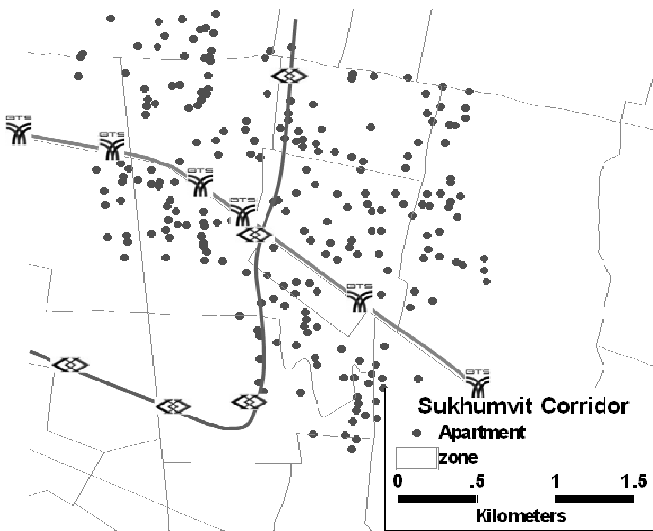 BTS
BTS
BTS
BTS
BTS
BTS
Sukhumvit Corridor
Apartment
zone
0 .5 1 1.5
Kilometers